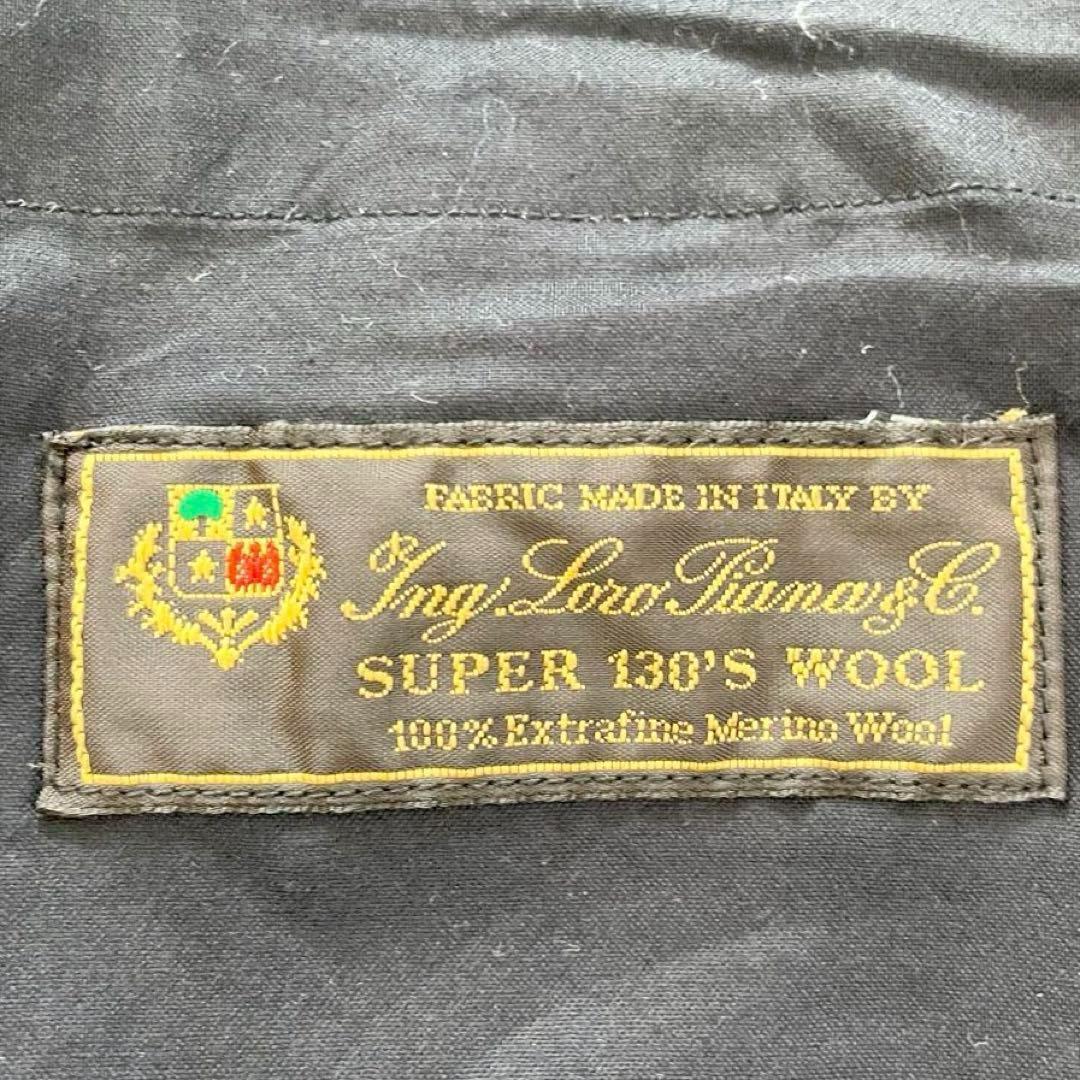 FABRIC MADE IN ITALY BY
Ing. Loro Piana & C.
SUPER 130'S WOOL
100% Extrafine Merino Wool